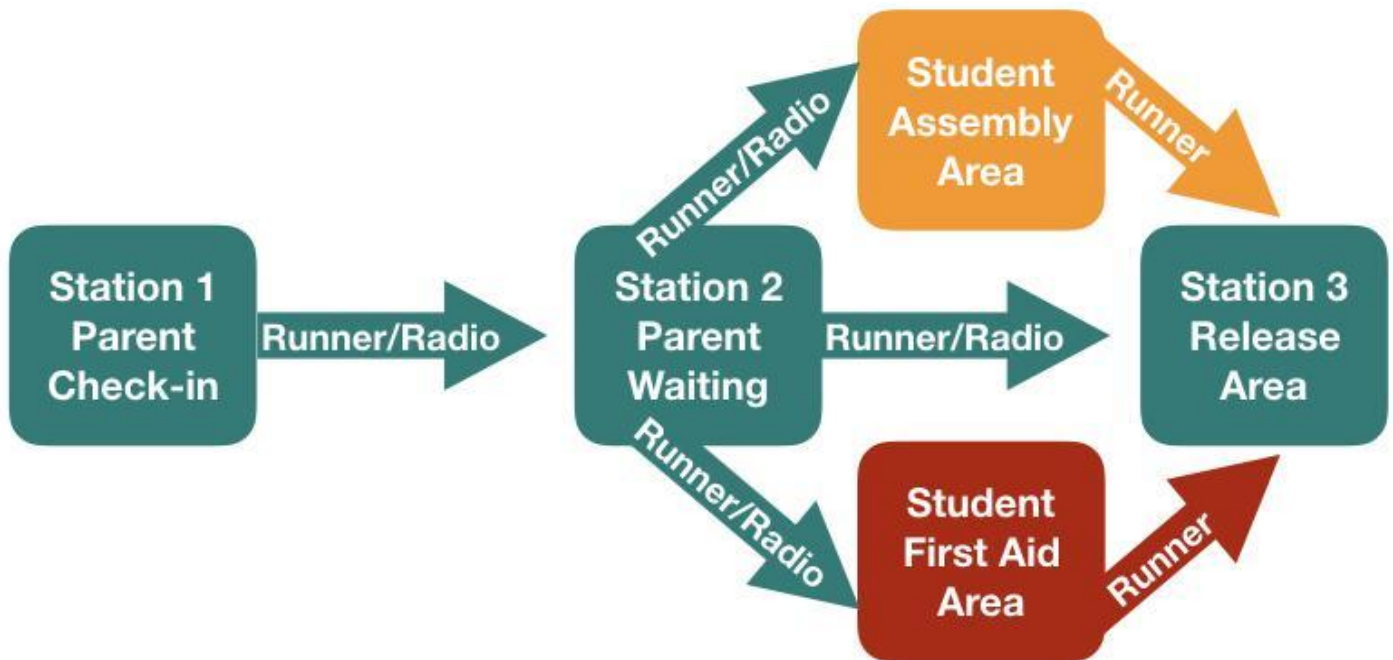 Station 1
Parent
Check-in
Runner/Radio
Station 2
Parent
Waiting
Runner/Radio
Student
Assembly
Area
Runner
Runner/Radio
Station 3
Release
Area
Runner/Radio
Student
First Aid
Area
Runner